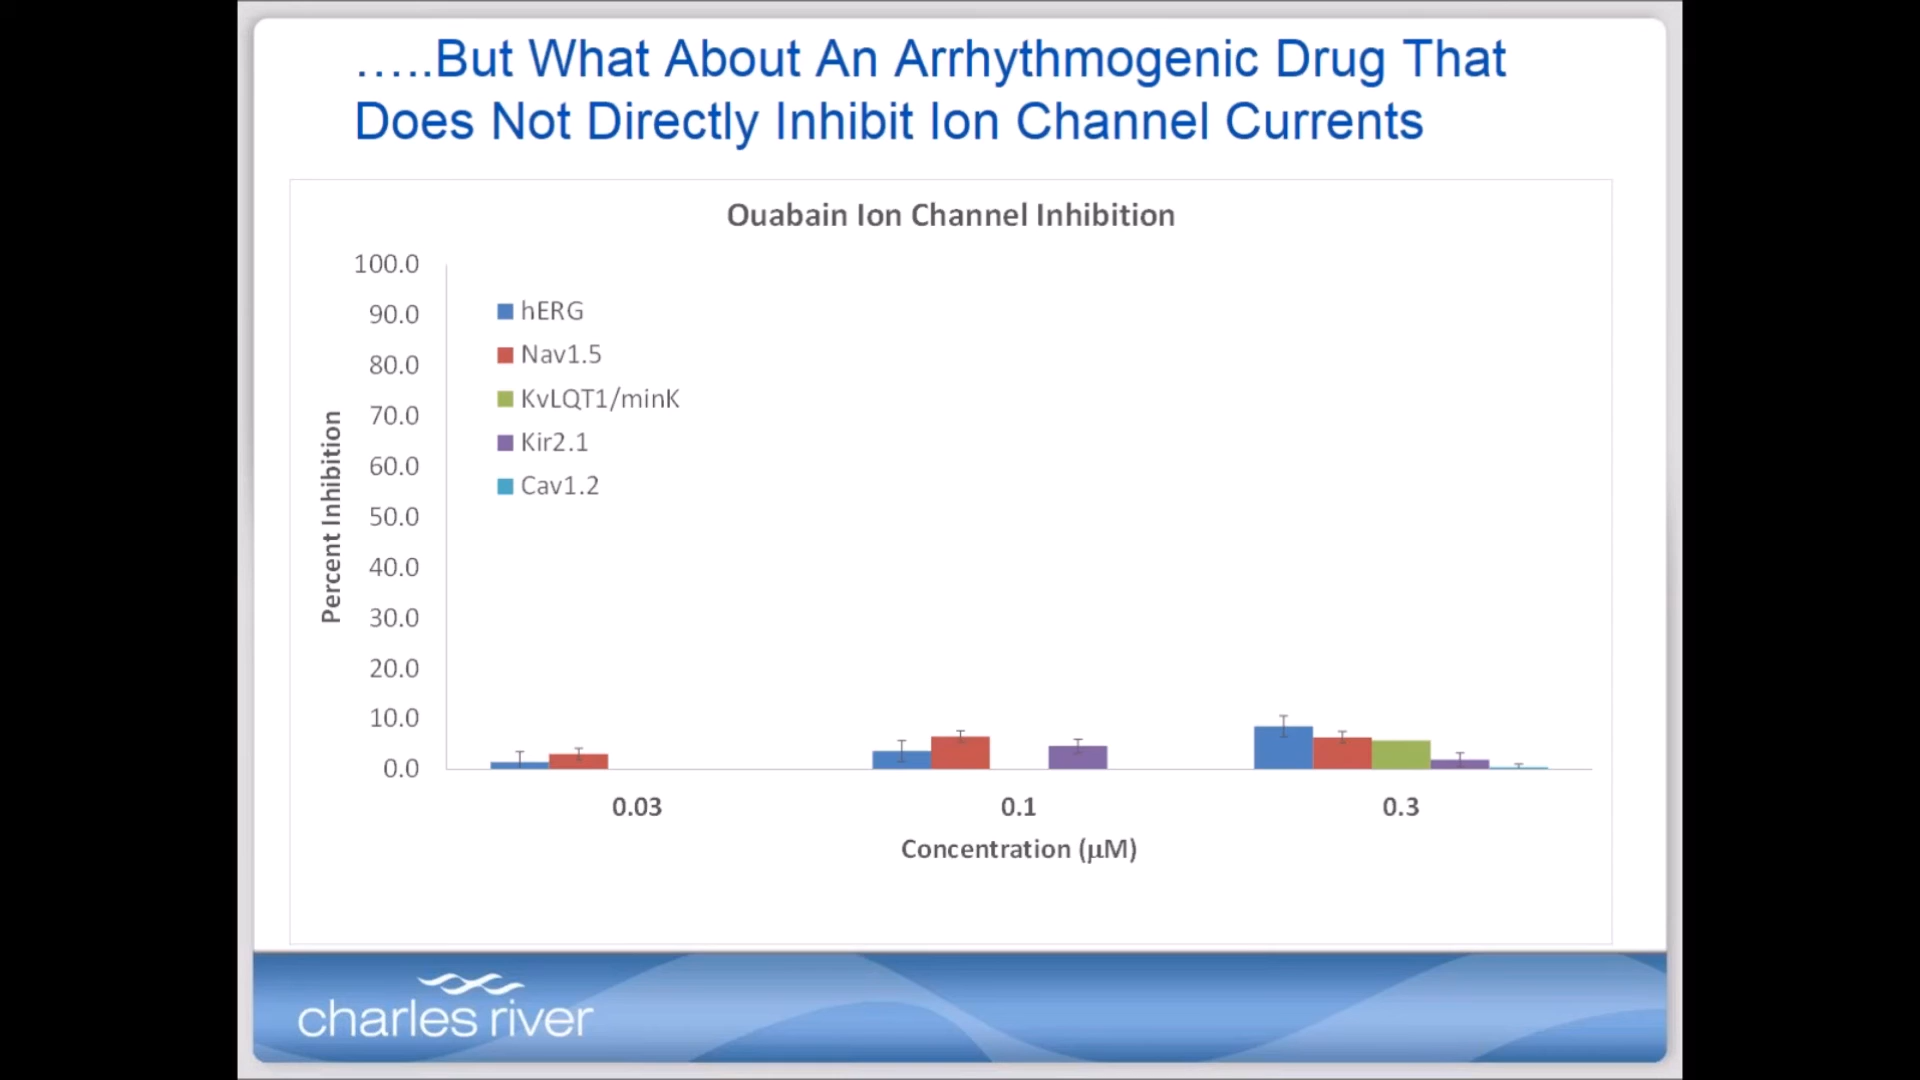 .....But What About An Arrhythmogenic Drug That
Does Not Directly Inhibit Ion Channel Currents
Ouabain Ion Channel Inhibition
100.0
90.0
80.0
70.0
60.0
50.0
40.0
30.0
20.0
10.0
0.0
Percent Inhibition
hERG
Nav1.5
KvLQT1/minK
Kir2.1
Cav1.2
0.03 0.1 0.3
Concentration (μM)
charles river